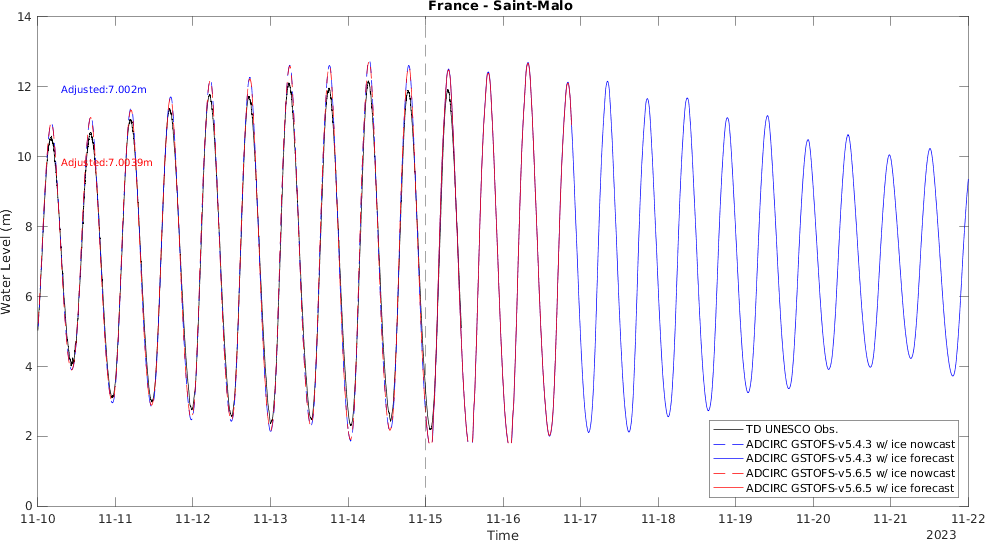 France - Saint-Malo
14
12
10
8
6
4
2
0
Water Level (m)
Adjusted:7.002m
Adjusted:7.0039m
TD UNESCO Obs.
ADCIRC GSTOFS-v5.4.3 w/ ice nowcast
ADCIRC GSTOFS-v5.4.3 w/ ice forecast
ADCIRC GSTOFS-v5.6.5 w/ ice nowcast
ADCIRC GSTOFS-v5.6.5 w/ ice forecast
11-10 11-11 11-12 11-13 11-14 11-15 11-16 11-17 11-18 11-19 11-20 11-21 11-22
Time
2023